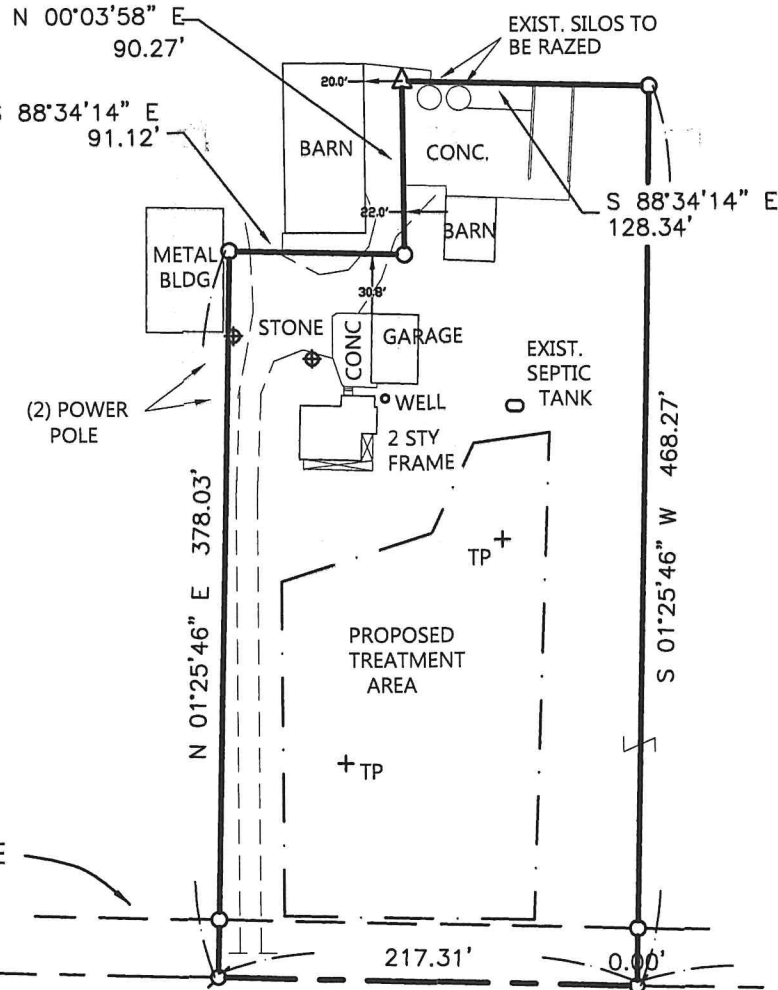 N 00°03'58" E
90.27'
EXIST. SILOS TO
BE RAZED
20.0'
88°34'14" E
91.12'
BARN
CONC.
S 88°34'14" E
128.34'
22.0'
BARN
METAL
BLDG
30.8'
STONE
CONC
GARAGE
EXIST.
SEPTIC
TANK
(2) POWER
POLE
WELL
2 STY
FRAME
N 01°25'46" E 378.03'
S 01°25'46" W 468.27'
TP
PROPOSED
TREATMENT
AREA
TP
E
217.31'
0.00'